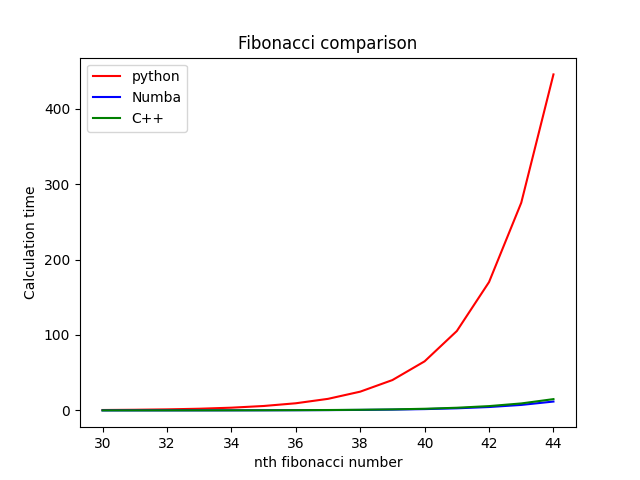 Fibonacci comparison
python
Numba
C++
Calculation time
400
300
200
100
0
30 32 34 36 38 40 42 44
nth fibonacci number